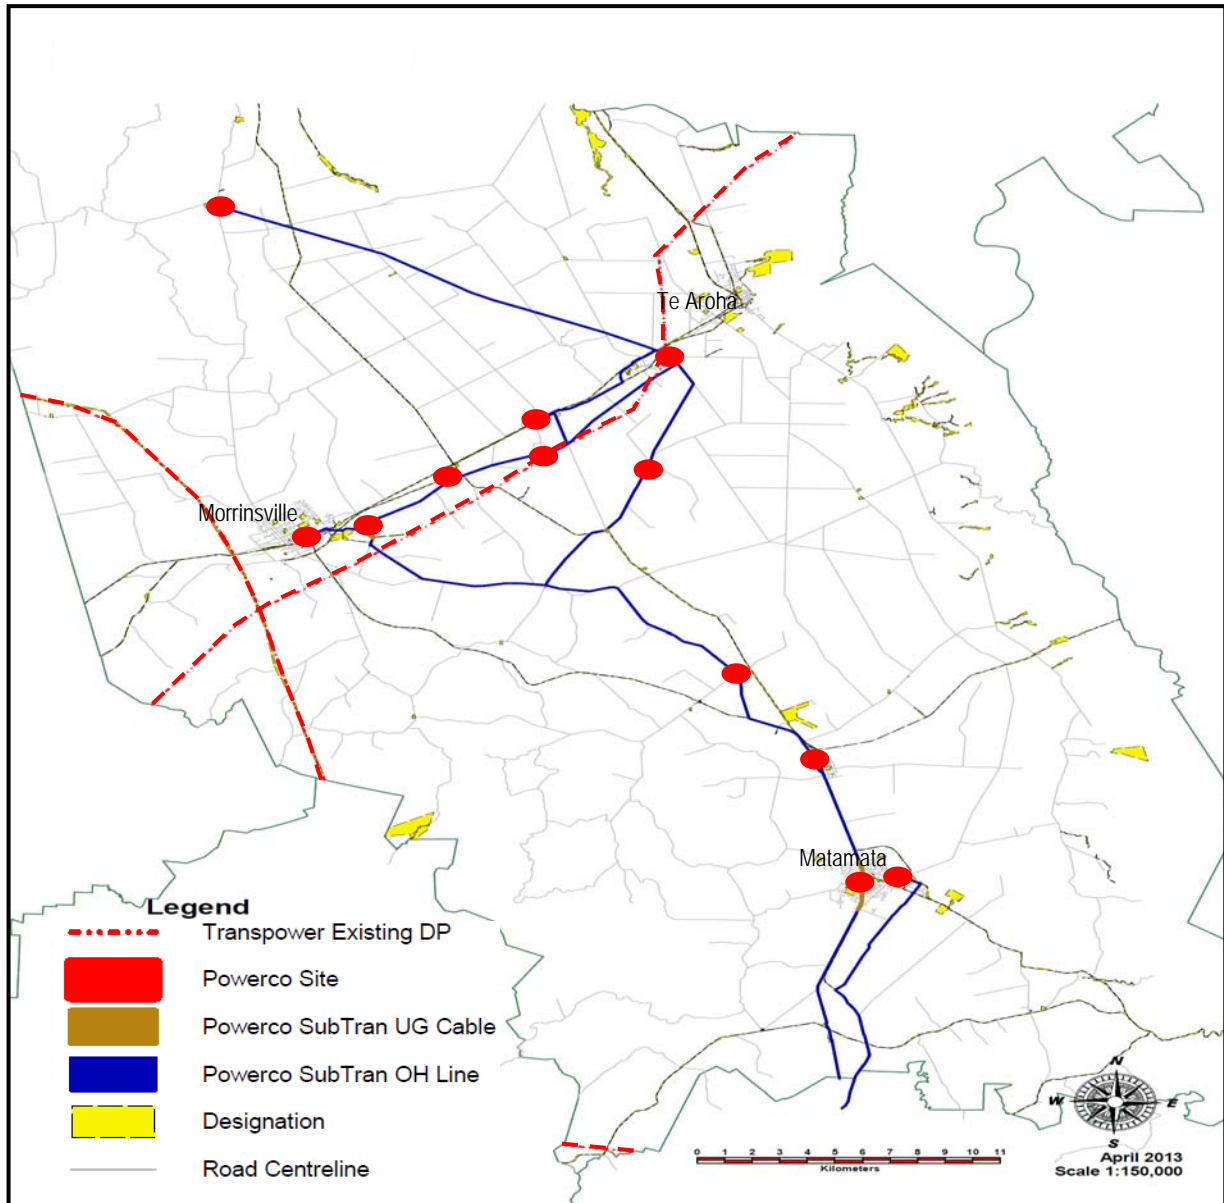 Te Aroha
Morrinsville
Matamata
Legend
Transpower Existing DP
Powerco Site
Powerco SubTran UG Cable
Powerco SubTran OH Line
Designation
Road Centreline
0 1 2 3 4 5 6 7 8 9 10 11
Kilometers
N
W E
S
April 2013
Scale 1:150,000